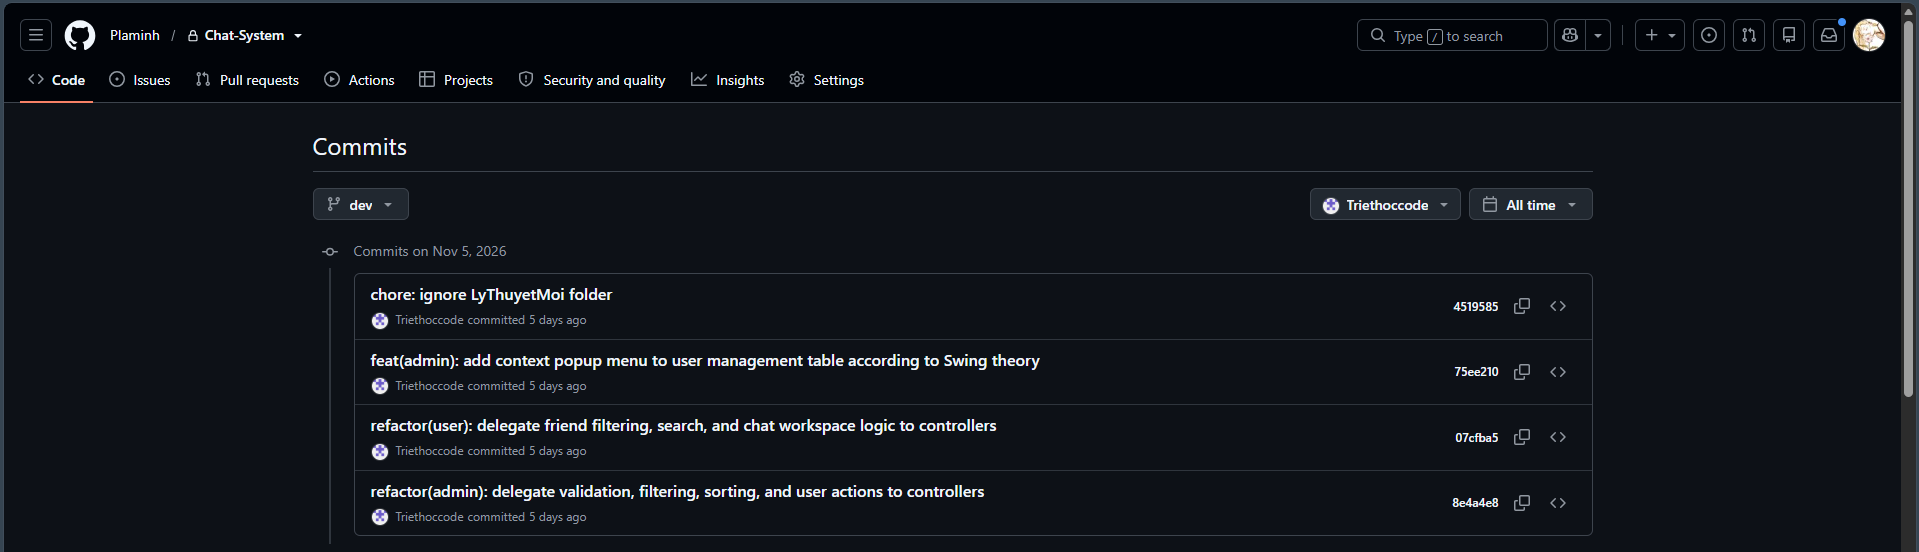 Plaminh / Chat-System
Type / to search
Code
Issues
Pull requests
Actions
Projects
Security and quality
Insights
Settings
Commits
dev
Triethoccode
All time
Commits on Nov 5, 2026
chore: ignore LyThuyetMoi folder
Triethoccode committed 5 days ago
4519585
feat(admin): add context popup menu to user management table according to Swing theory
Triethoccode committed 5 days ago
75ee210
refactor(user): delegate friend filtering, search, and chat workspace logic to controllers
Triethoccode committed 5 days ago
07cfba5
refactor(admin): delegate validation, filtering, sorting, and user actions to controllers
Triethoccode committed 5 days ago
8e4a4e8